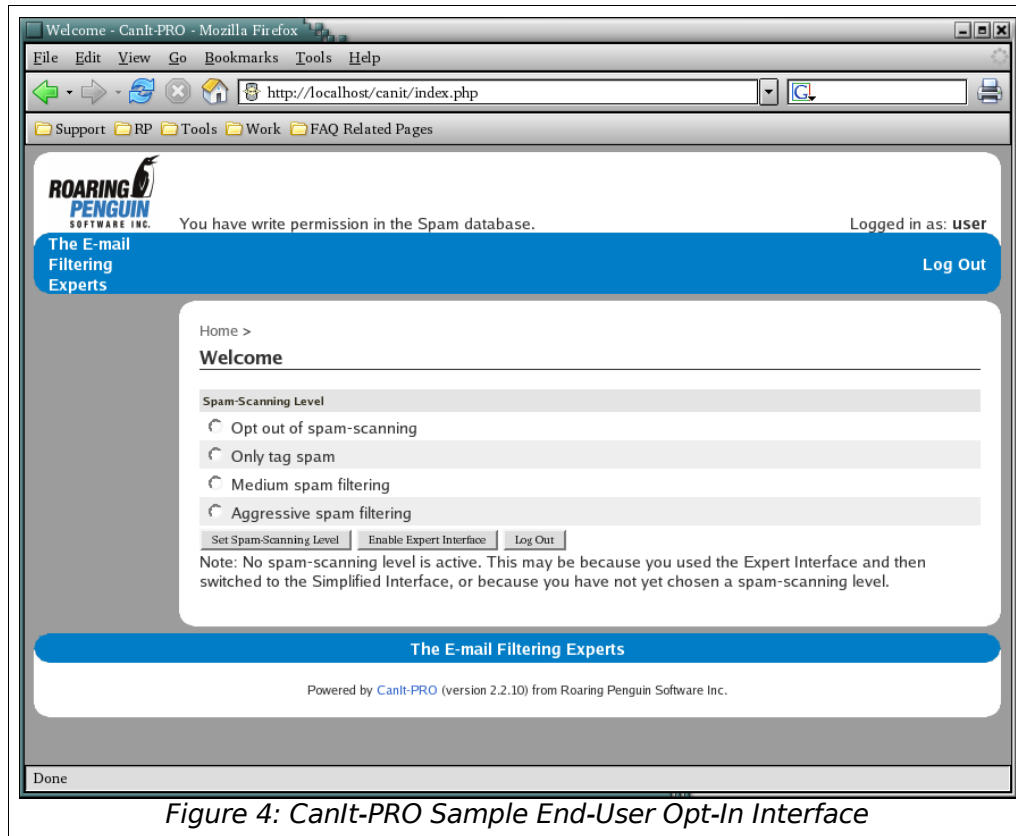 Welcome - CanIt-PRO - Mozilla Firefox
File Edit View Go Bookmarks Tools Help
http://localhost/canit/index.php
G
Support RP Tools Work FAQ Related Pages
ROARING
PENGUIN
SOFTWARE INC.
You have write permission in the Spam database.
Logged in as: user
The E-mail
Filtering
Experts
Log Out
Home >
Welcome
Spam-Scanning Level
Opt out of spam-scanning
Only tag spam
Medium spam filtering
Aggressive spam filtering
Set Spam-Scanning Level Enable Expert Interface Log Out
Note: No spam-scanning level is active. This may be because you used the Expert Interface and then
switched to the Simplified Interface, or because you have not yet chosen a spam-scanning level.
The E-mail Filtering Experts
Powered by CanIt-PRO (version 2.2.10) from Roaring Penguin Software Inc.
Done
Figure 4: CanIt-PRO Sample End-User Opt-In Interface